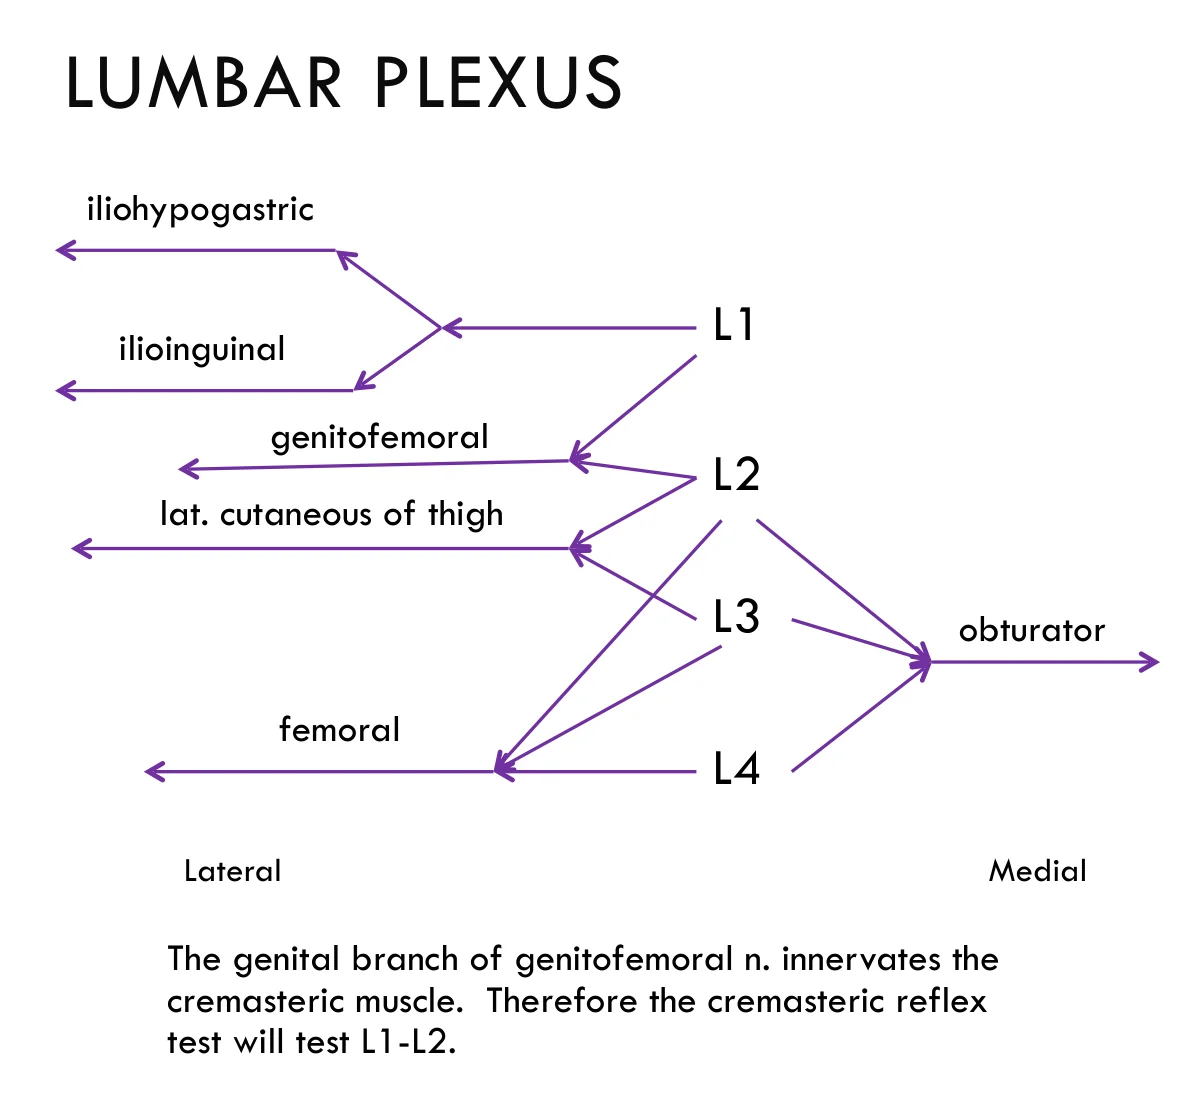 LUMBAR PLEXUS
iliohypogastric
L1
ilioinguinal
genitofemoral
L2
lat. cutaneous of thigh
L3
obturator
femoral
L4
Lateral
Medial
The genital branch of genitofemoral n. innervates the
cremasteric muscle.  Therefore the cremasteric reflex
test will test L1-L2.